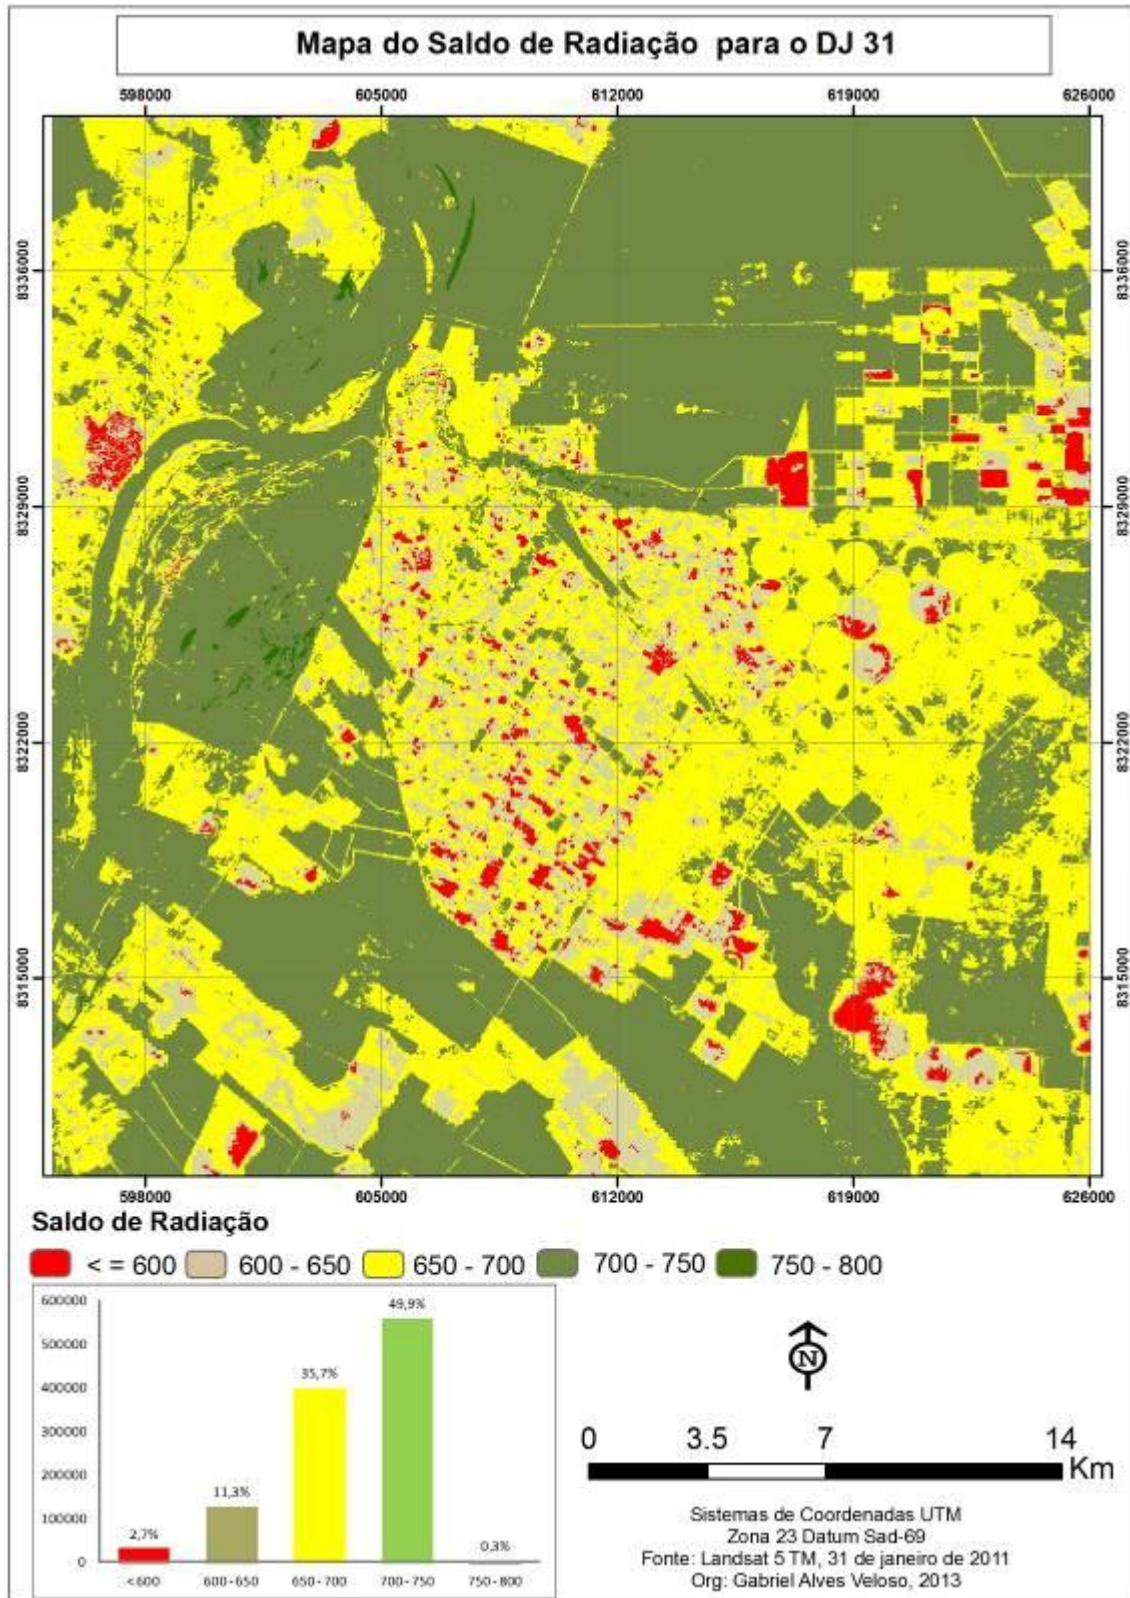 Mapa do Saldo de Radiação para o DJ 31
598000 605000 612000 619000 626000
8336000 8336000
8329000 8329000
8322000 8322000
8315000 8315000
598000 605000 612000 619000 626000
Saldo de Radiação
< = 600 600 - 650 650 - 700 700 - 750 750 - 800
600000
500000
400000
300000
200000
100000
0
2,7% 11,3% 35,7% 49,9% 0,3%
<600 600-650 650-700 700-750 750-800
N
0 3.5 7 14
Km
Sistemas de Coordenadas UTM
Zona 23 Datum Sad-69
Fonte: Landsat 5 TM, 31 de janeiro de 2011
Org: Gabriel Alves Veloso, 2013